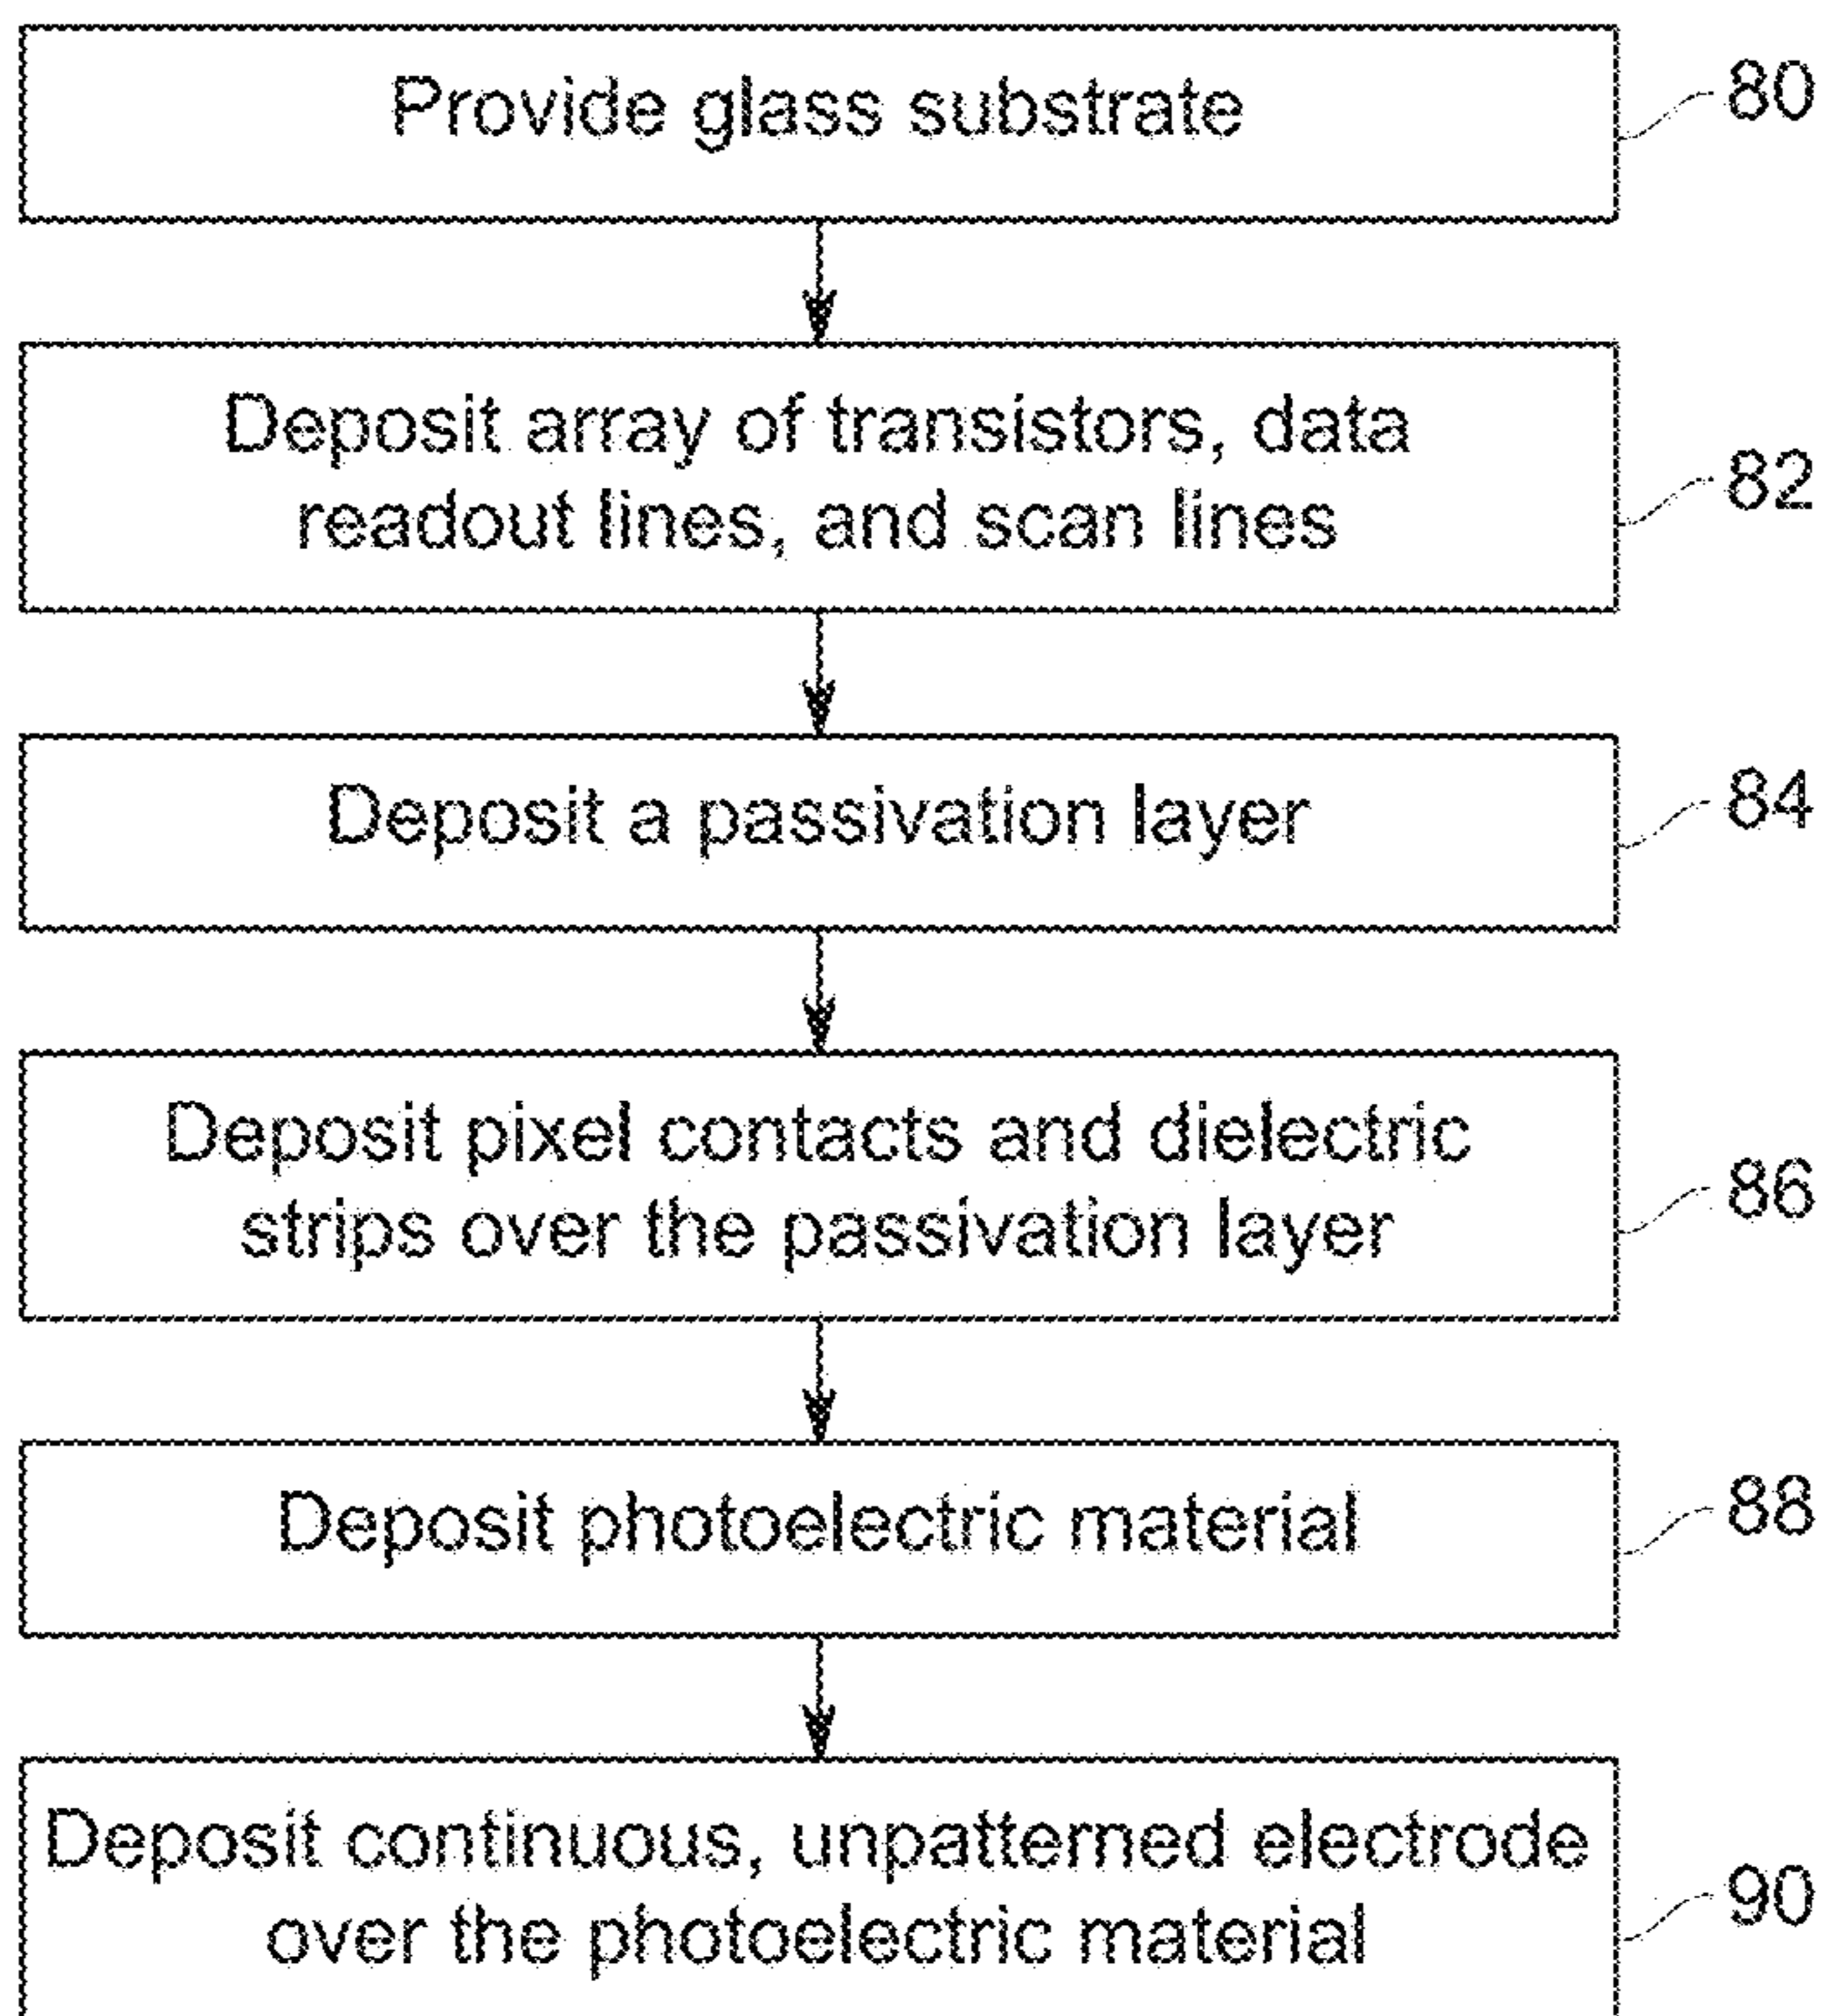 Provide glass substrate
80
Deposit array of transistors, data
readout lines, and scan lines
82
Deposit a passivation layer
84
Deposit pixel contacts and dielectric
strips over the passivation layer
86
Deposit photoelectric material
88
Deposit continuous, unpatterned electrode
over the photoelectric material
90